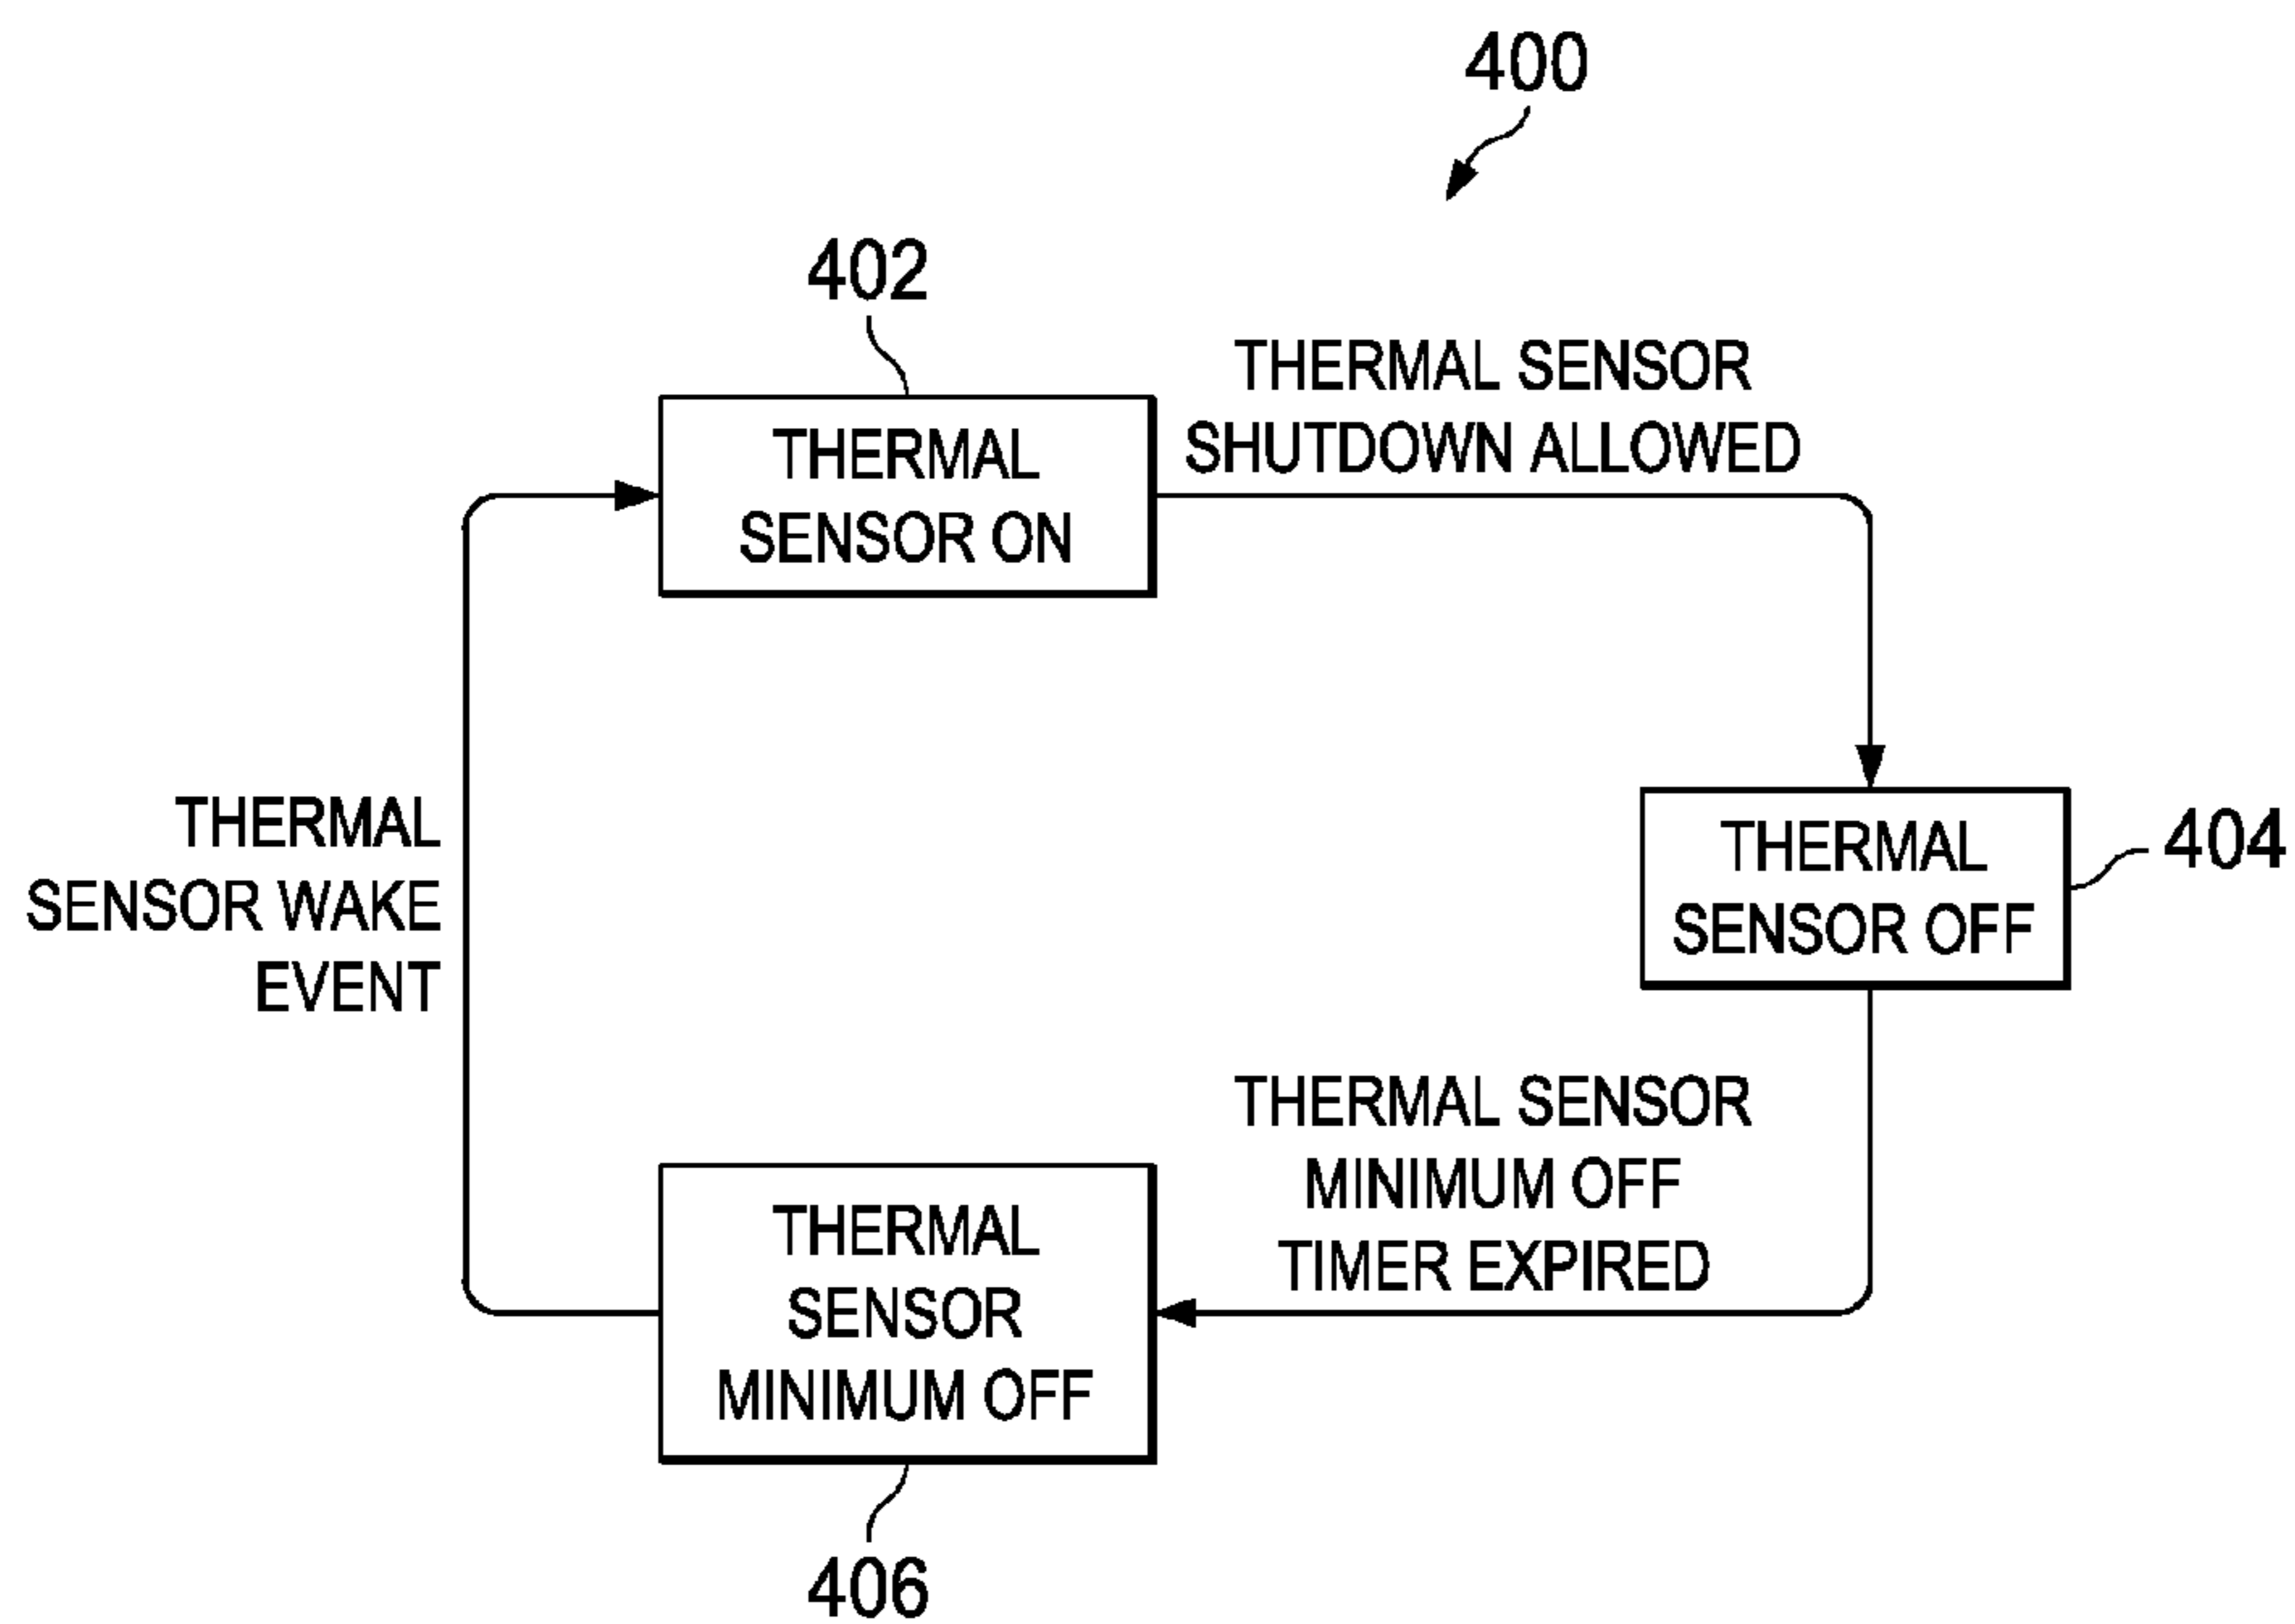 400
402
THERMAL SENSOR
SHUTDOWN ALLOWED
THERMAL
SENSOR ON
THERMAL
SENSOR WAKE
EVENT
THERMAL
SENSOR OFF
404
THERMAL SENSOR
MINIMUM OFF
TIMER EXPIRED
THERMAL
SENSOR
MINIMUM OFF
406